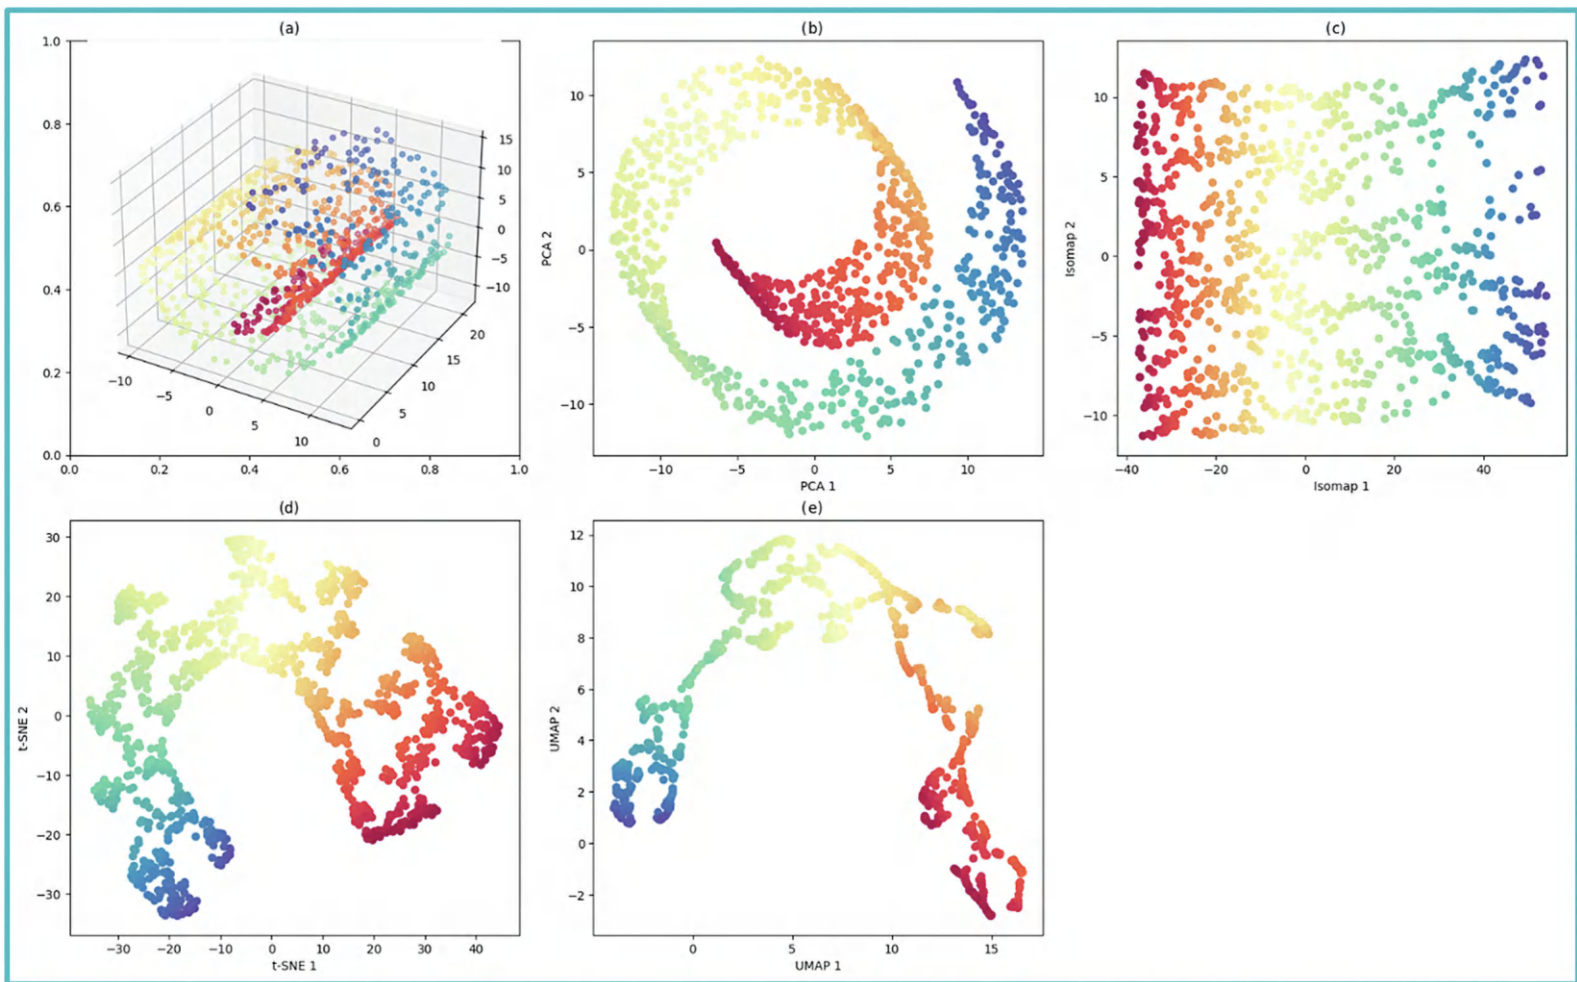 (a)
1.0
0.8
0.6
0.4
0.2
0.0
0.0 0.2 0.4 0.6 0.8 1.0
15
10
5
0
−5
−10
20
15
10
5
0
−10
−5
0
5
10
(b)
PCA 2
10
5
0
−5
−10
−10 −5 0 5 10
PCA 1
(c)
Isomap 2
10
5
0
−5
−10
−40 −20 0 20 40
Isomap 1
(d)
t-SNE 2
30
20
10
0
−10
−20
−30
−30 −20 −10 0 10 20 30 40
t-SNE 1
(e)
UMAP 2
12
10
8
6
4
2
0
−2
0 5 10 15
UMAP 1